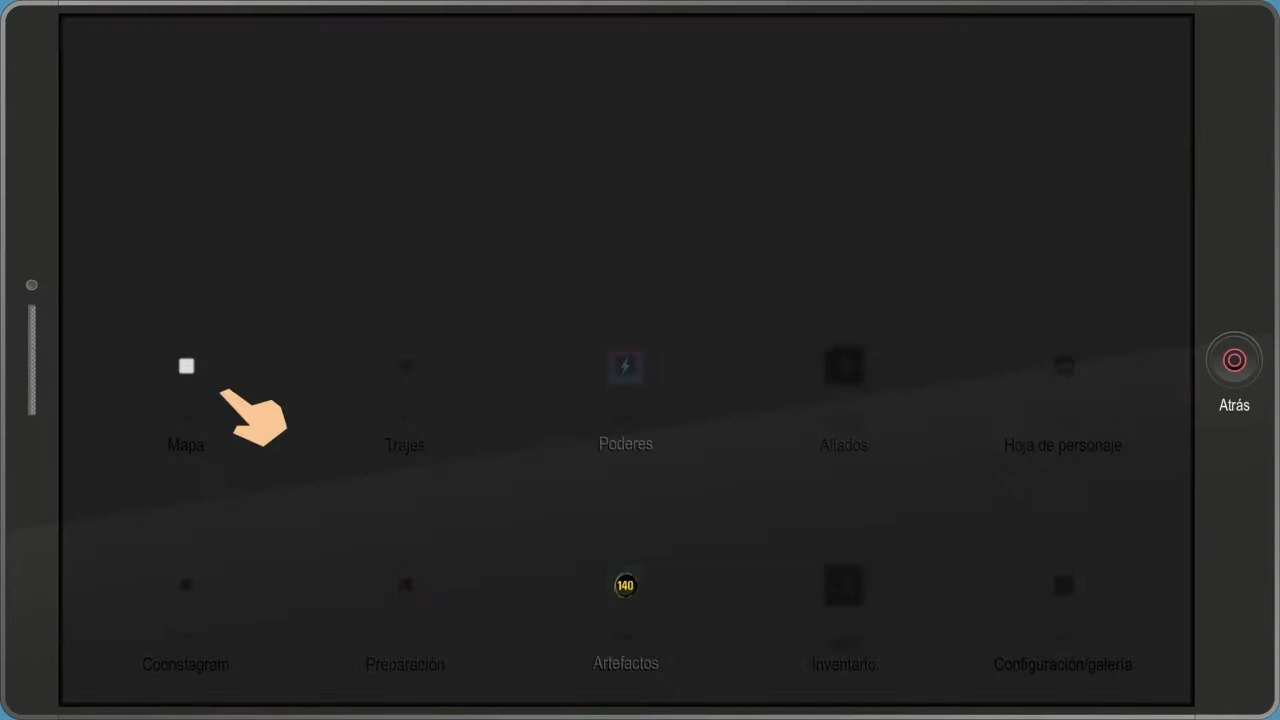 Atrás
Mapa
Trajes
Poderes
Aliados
Hoja de personaje
140
Coonstagram
Preparación
Artefactos
Inventario
Configuración/galería